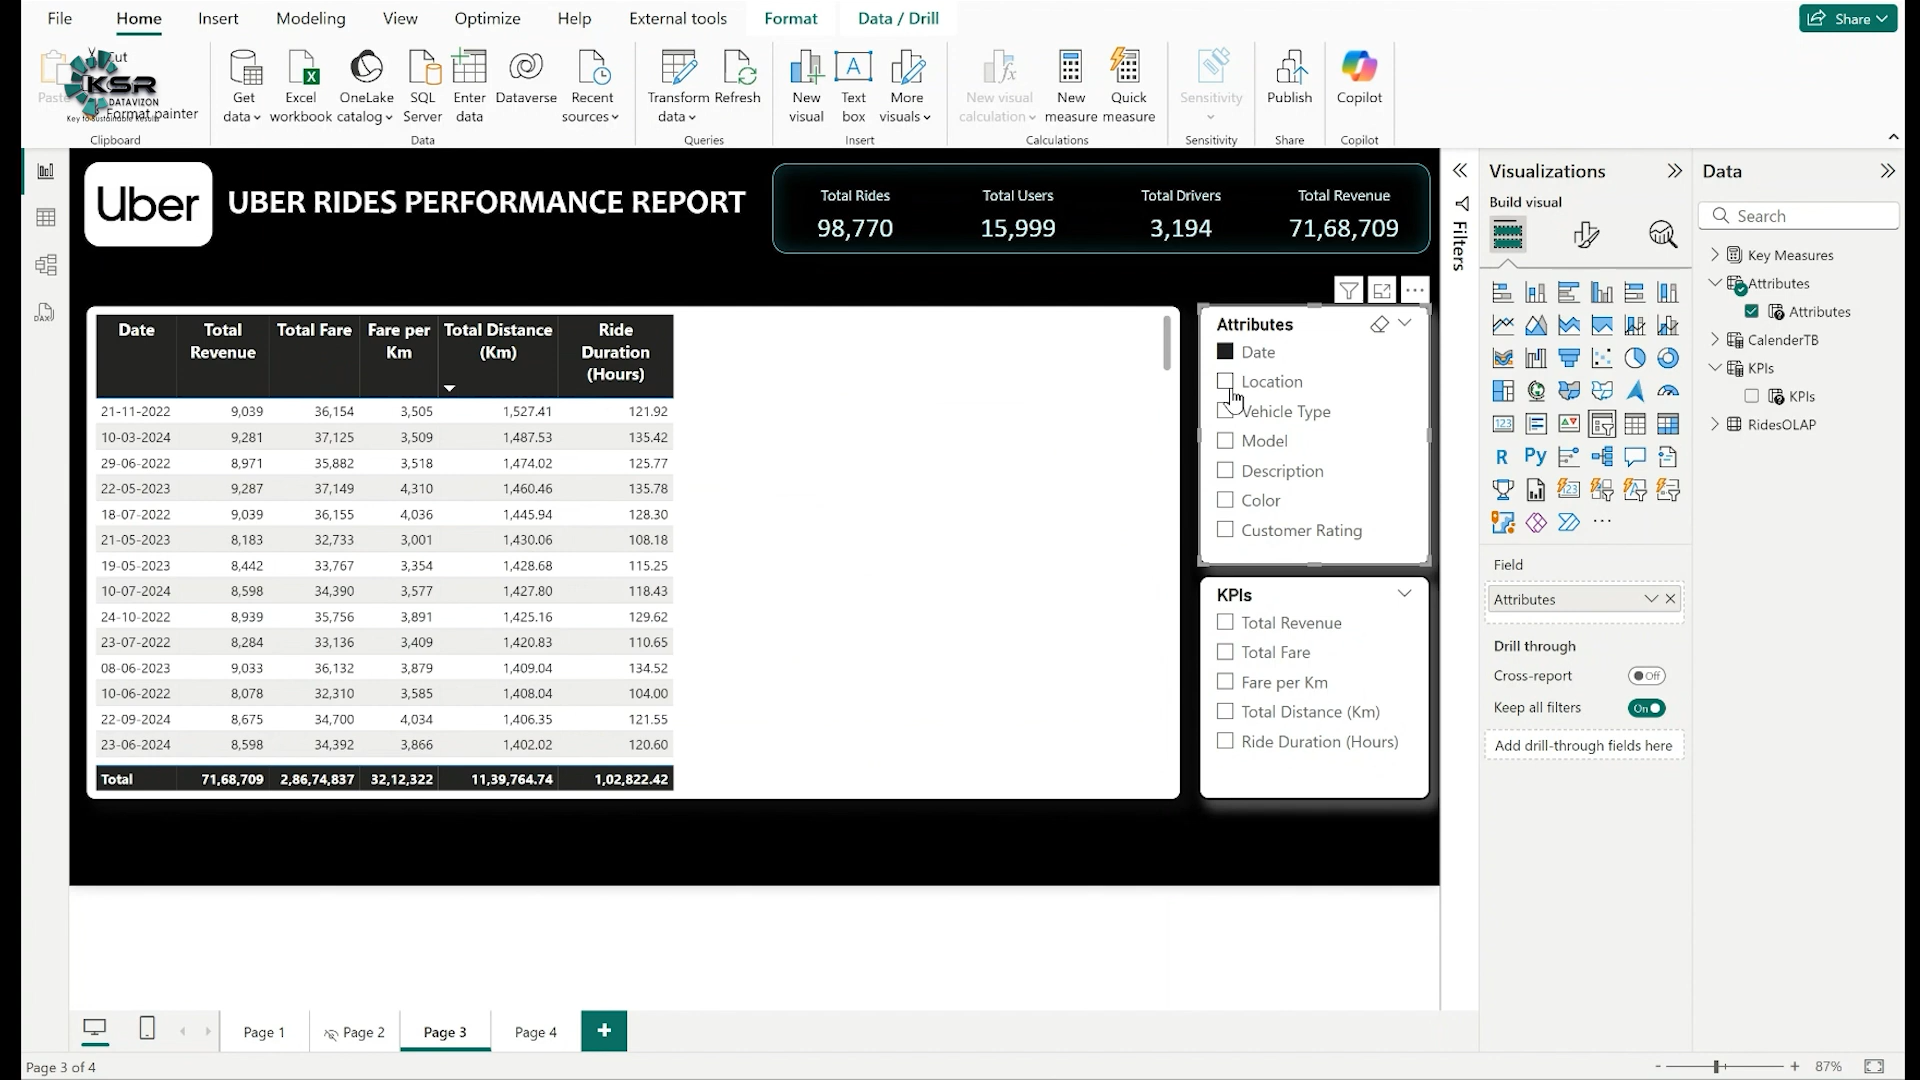 File Home Insert Modeling View Optimize Help External tools Format Data / Drill Share
Paste Cut
Format painter
KSR
DATAVIZON
Get data
Excel workbook
OneLake catalog
SQL Server
Enter data
Dataverse
Recent sources
Transform data
Refresh
New visual
Text box
More visuals
New visual calculation
New measure
Quick measure
Sensitivity
Publish
Copilot
Clipboard Data Queries Insert Calculations Sensitivity Share Copilot
Uber
UBER RIDES PERFORMANCE REPORT
Total Rides Total Users Total Drivers Total Revenue
98,770 15,999 3,194 71,68,709
Date Total Revenue Total Fare Fare per Km Total Distance (Km) Ride Duration (Hours)
21-11-2022 9,039 36,154 3,505 1,527.41 121.92
10-03-2024 9,281 37,125 3,509 1,487.53 135.42
29-06-2022 8,971 35,882 3,518 1,474.02 125.77
22-05-2023 9,287 37,149 4,310 1,460.46 135.78
18-07-2022 9,039 36,155 4,036 1,445.94 128.30
21-05-2023 8,183 32,733 3,001 1,430.06 108.18
19-05-2023 8,442 33,767 3,354 1,428.68 115.25
10-07-2024 8,598 34,390 3,577 1,427.80 118.43
24-10-2022 8,939 35,756 3,891 1,425.16 129.62
23-07-2022 8,284 33,136 3,409 1,420.83 110.65
08-06-2023 9,033 36,132 3,879 1,409.04 134.52
10-06-2022 8,078 32,310 3,585 1,408.04 104.00
22-09-2024 8,675 34,700 4,034 1,406.35 121.55
23-06-2024 8,598 34,392 3,866 1,402.02 120.60
Total 71,68,709 2,86,74,837 32,12,322 11,39,764.74 1,02,822.42
Attributes
Date
Location
Vehicle Type
Model
Description
Color
Customer Rating
KPIs
Total Revenue
Total Fare
Fare per Km
Total Distance (Km)
Ride Duration (Hours)
Filters
Visualizations
Build visual
123
R Py
123
Field
Attributes
Drill through
Cross-report Off
Keep all filters On
Add drill-through fields here
Data
Search
Key Measures
Attributes
Attributes
CalenderTB
KPIs
KPIs
RidesOLAP
DAX
Page 1 Page 2 Page 3 Page 4 +
Page 3 of 4
- + 87%